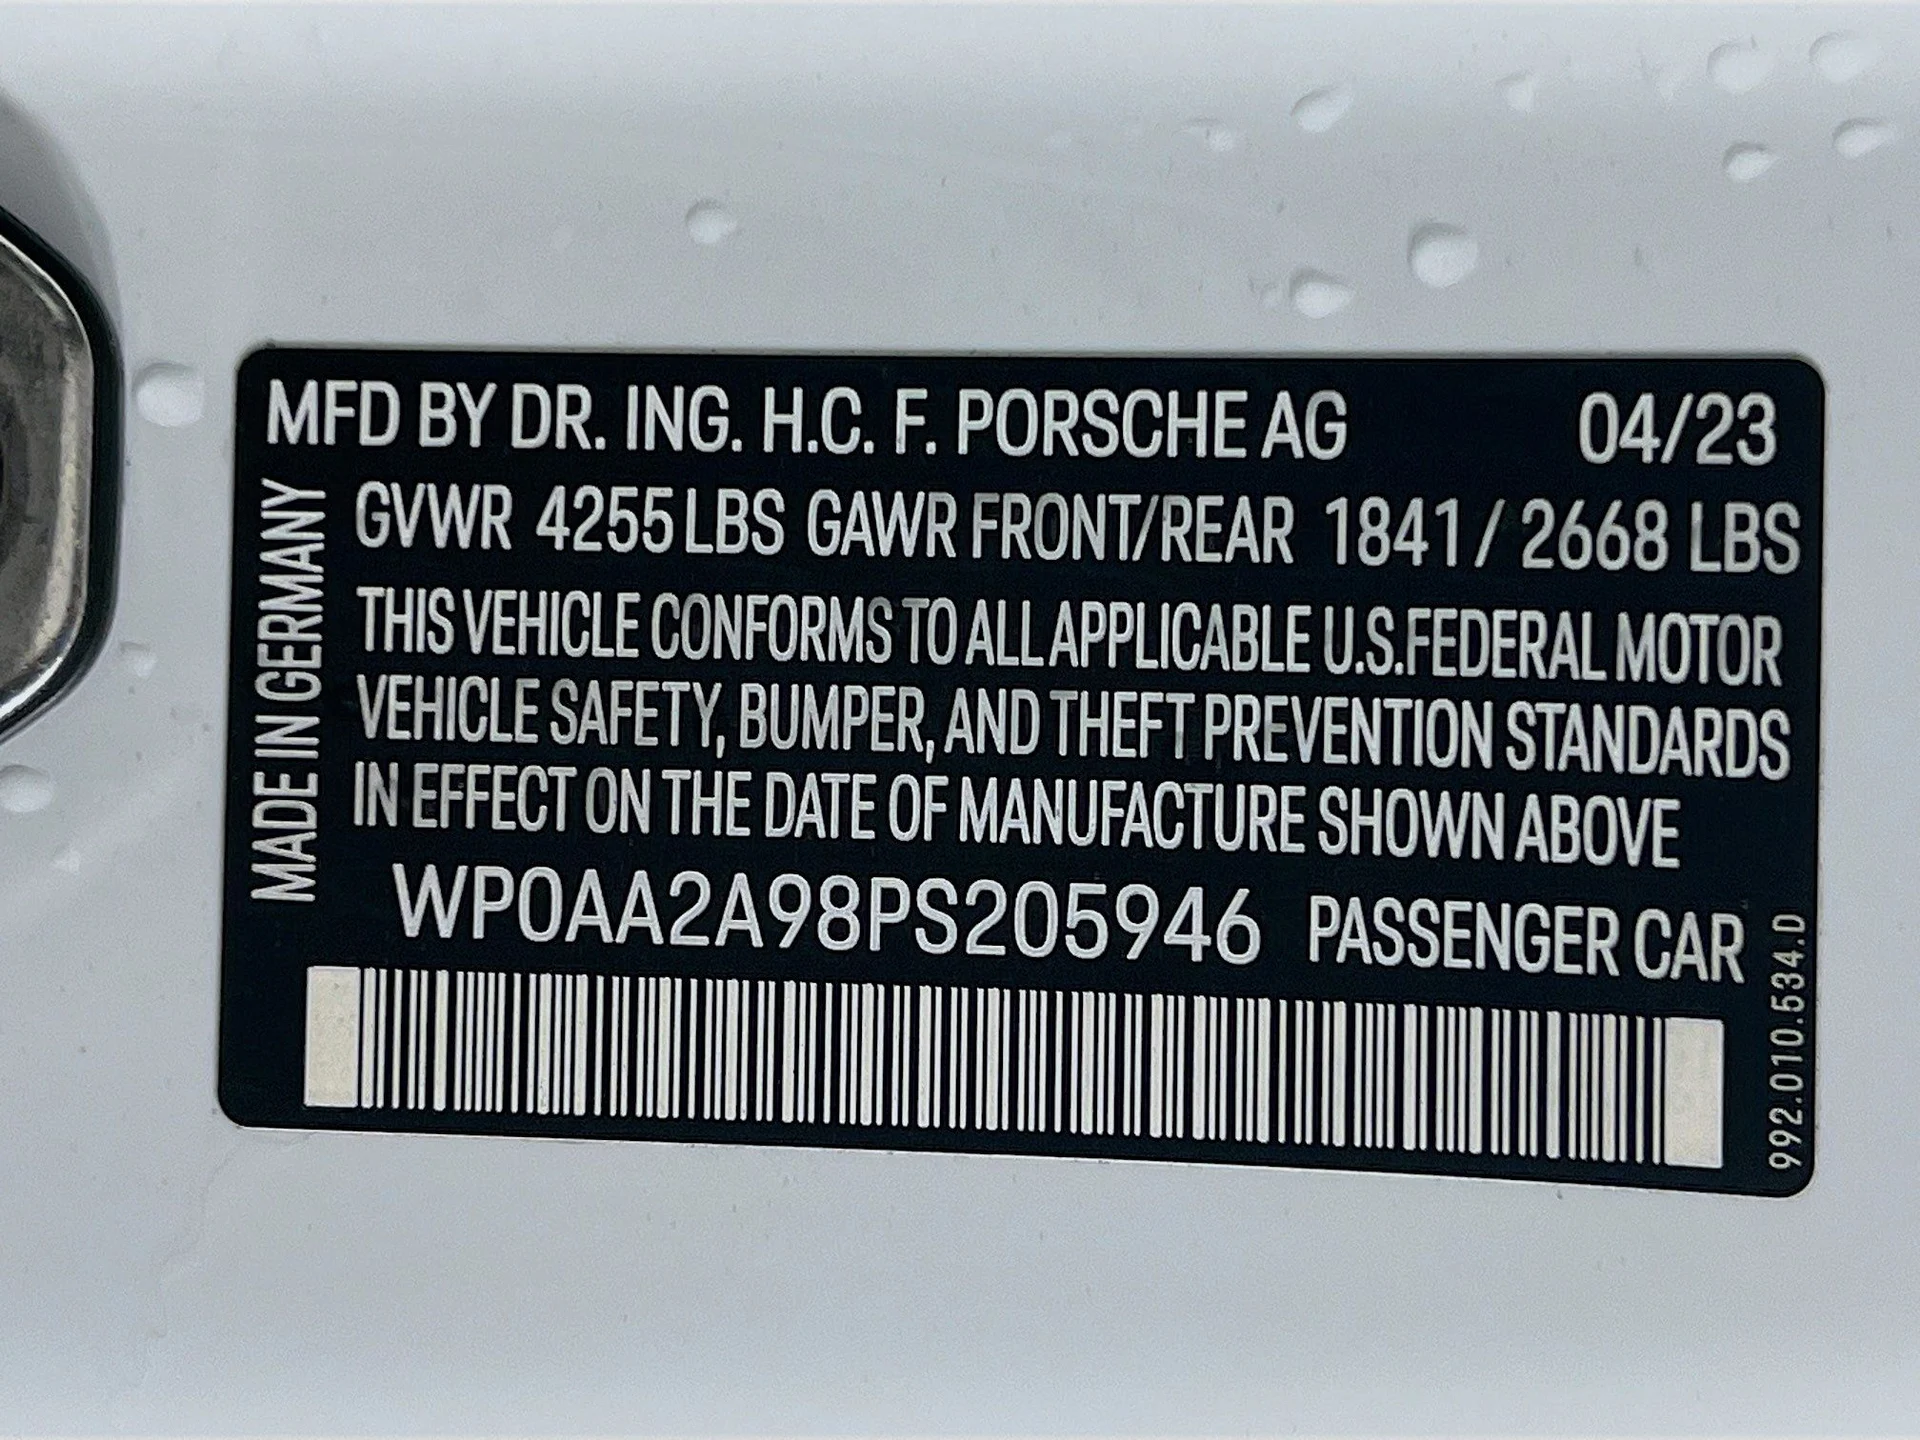 MFD BY DR. ING. H.C. F. PORSCHE AG 04/23
MADE IN GERMANY
GVWR 4255 LBS GAWR FRONT/REAR 1841 / 2668 LBS
THIS VEHICLE CONFORMS TO ALL APPLICABLE U.S.FEDERAL MOTOR
VEHICLE SAFETY, BUMPER, AND THEFT PREVENTION STANDARDS
IN EFFECT ON THE DATE OF MANUFACTURE SHOWN ABOVE
WP0AA2A98PS205946 PASSENGER CAR
992.010.534.D